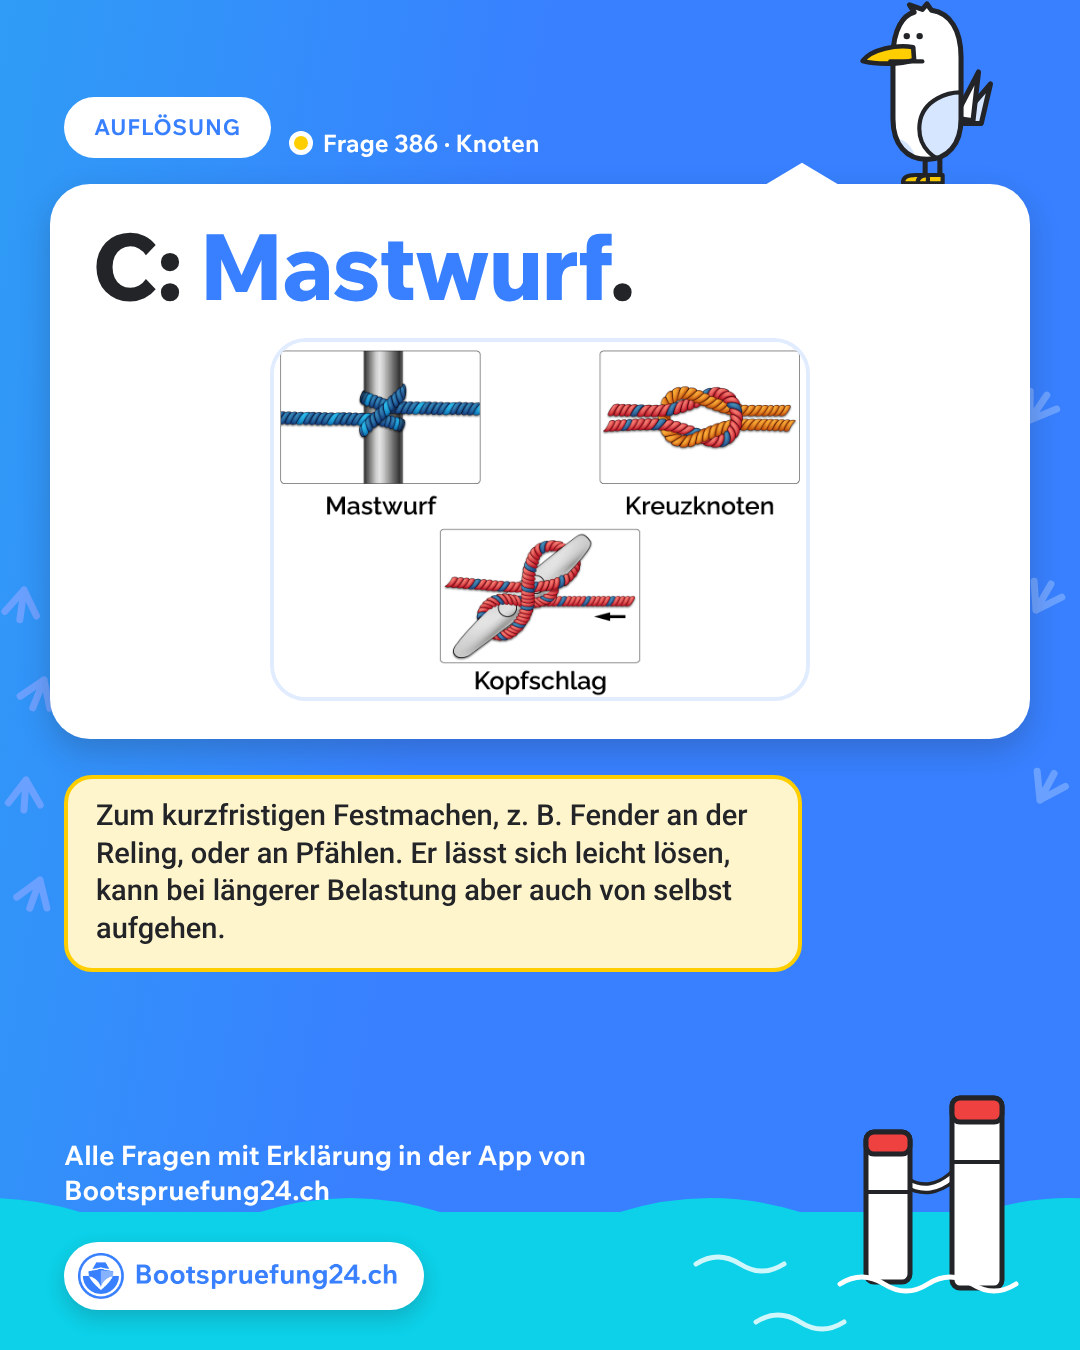 AUFLÖSUNG
Frage 386 · Knoten
C: Mastwurf.
Mastwurf
Kreuzknoten
Kopfschlag
Zum kurzfristigen Festmachen, z. B. Fender an der
Reling, oder an Pfählen. Er lässt sich leicht lösen,
kann bei längerer Belastung aber auch von selbst
aufgehen.
Alle Fragen mit Erklärung in der App von
Bootspruefung24.ch
Bootspruefung24.ch